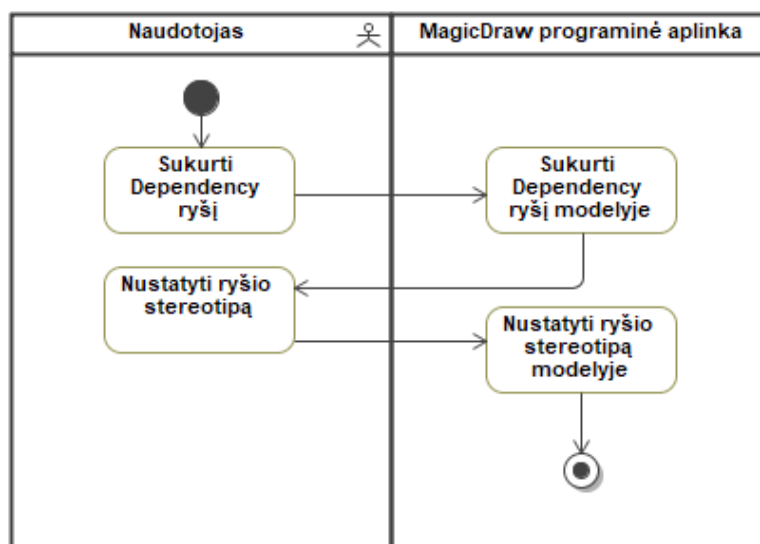 Naudotojas
MagicDraw programinė aplinka
Sukurti
Dependency
ryšį
Sukurti
Dependency
ryšį modelyje
Nustatyti ryšio
stereotipą
Nustatyti ryšio
stereotipą
modelyje